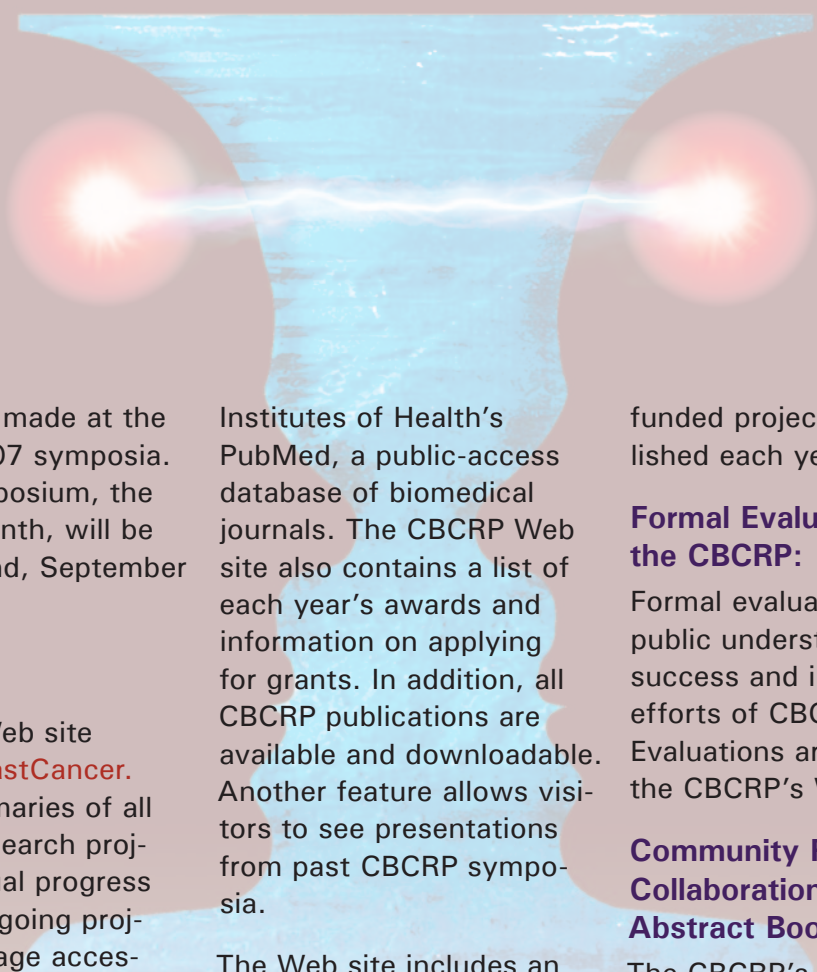 made at the
07 symposia.
posium, the
nth, will be
nd, September
Web site
astCancer.
maries of all
search proj-
ual progress
going proj-
age acces-
Institutes of Health's
PubMed, a public-access
database of biomedical
journals. The CBCRP Web
site also contains a list of
each year's awards and
information on applying
for grants. In addition, all
CBCRP publications are
available and downloadable.
Another feature allows visi-
tors to see presentations
from past CBCRP sympo-
sia.
The Web site includes an
funded projec
lished each ye
Formal Evalu
the CBCRP:
Formal evalua
public underst
success and i
efforts of CBC
Evaluations ar
the CBCRP's W
Community R
Collaboration
Abstract Boo
The CBCRP's